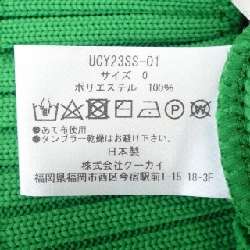 UCY23SS-01
サイズ 0
ポリエステル 100%
●あて布使用
●タンブラー乾燥はお避け下さい。
日本製
株式会社クーカイ
福岡県福岡市西区今宿駅前1-15-18-3F